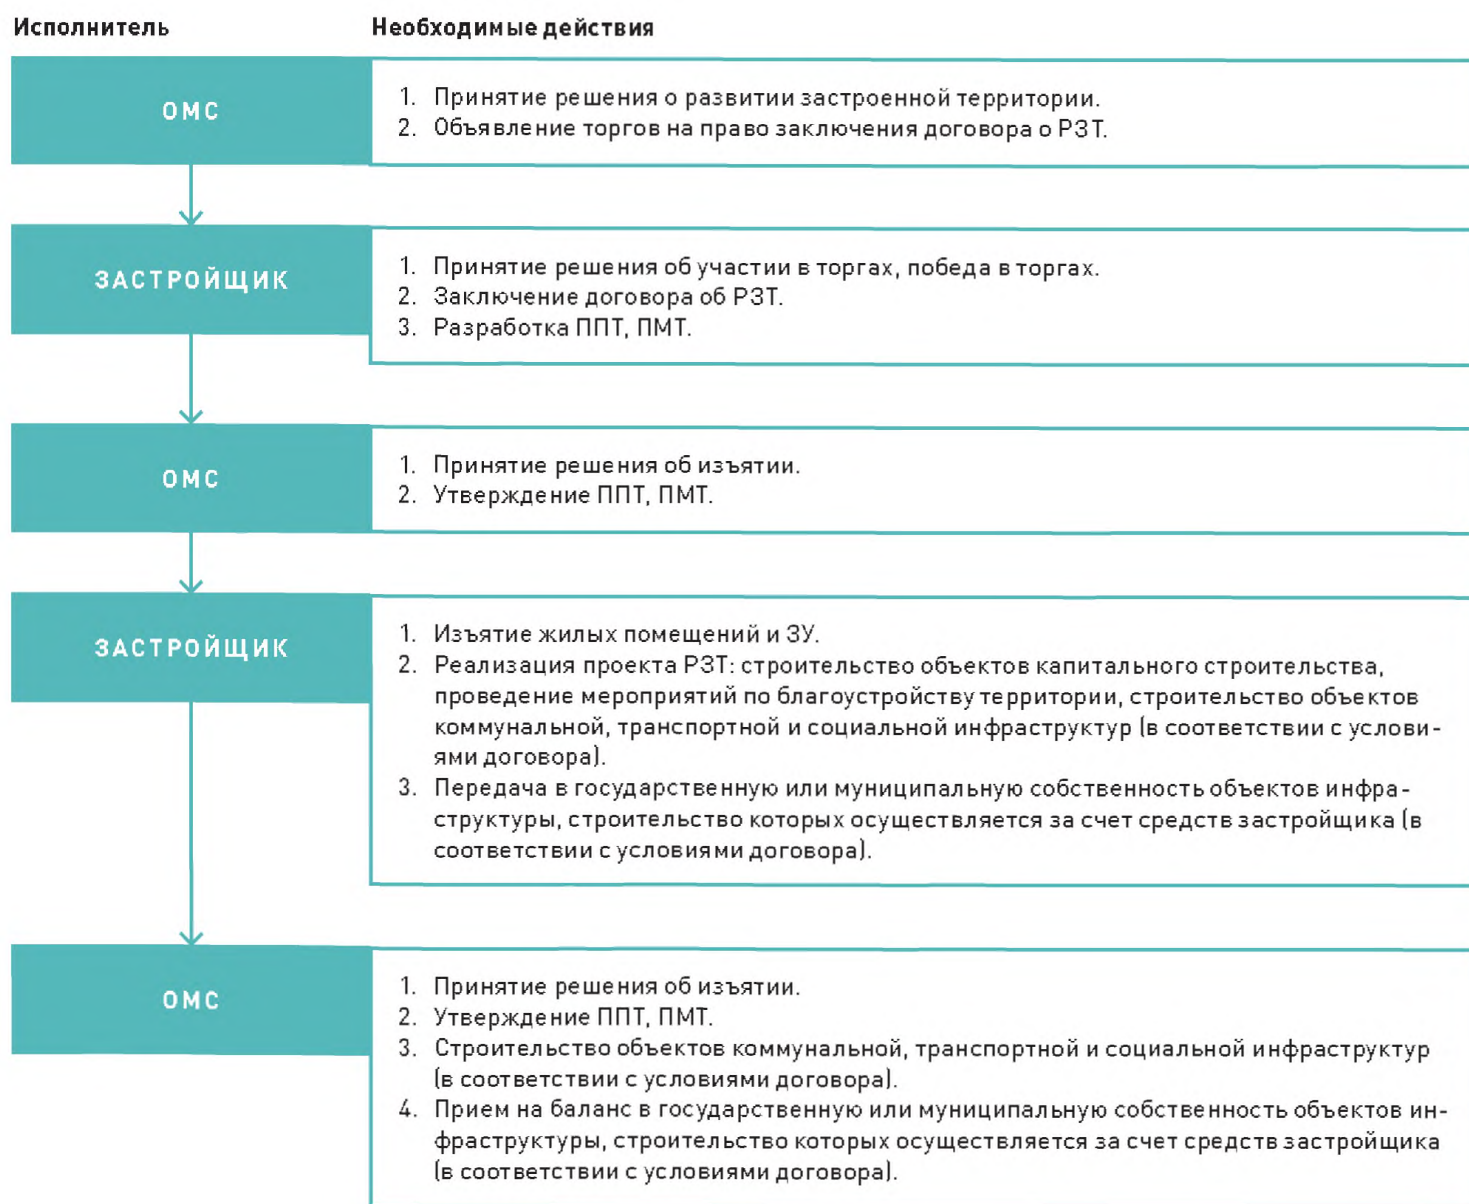 Исполнитель
Необходимые действия
ОМС
1. Принятие решения о развитии застроенной территории.
2. Объявление торгов на право заключения договора о РЗТ.
ЗАСТРОЙЩИК
1. Принятие решения об участии в торгах, победа в торгах.
2. Заключение договора об РЗТ.
3. Разработка ППТ, ПМТ.
ОМС
1. Принятие решения об изъятии.
2. Утверждение ППТ, ПМТ.
ЗАСТРОЙЩИК
1. Изъятие жилых помещений и ЗУ.
2. Реализация проекта РЗТ: строительство объектов капитального строительства,
проведение мероприятий по благоустройству территории, строительство объектов
коммунальной, транспортной и социальной инфраструктур (в соответствии с услови-
ями договора).
3. Передача в государственную или муниципальную собственность объектов инфра-
структуры, строительство которых осуществляется за счет средств застройщика (в
соответствии с условиями договора).
ОМС
1. Принятие решения об изъятии.
2. Утверждение ППТ, ПМТ.
3. Строительство объектов коммунальной, транспортной и социальной инфраструктур
(в соответствии с условиями договора).
4. Прием на баланс в государственную или муниципальную собственность объектов ин-
фраструктуры, строительство которых осуществляется за счет средств застройщика
(в соответствии с условиями договора).